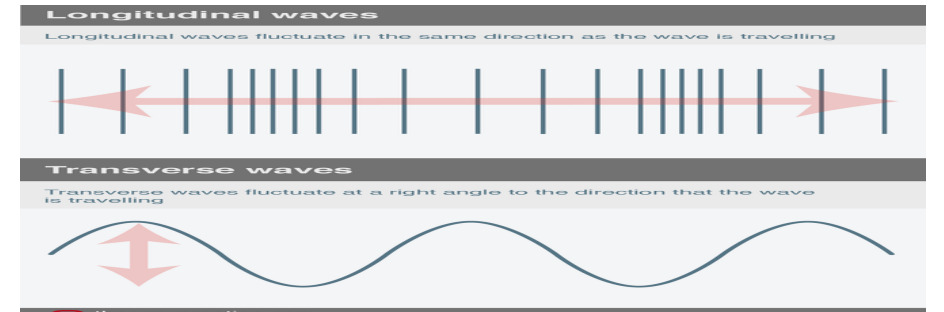 Longitudinal waves
Longitudinal waves fluctuate in the same direction as the wave is travelling
Transverse waves
Transverse waves fluctuate at a right angle to the direction that the wave
is travelling